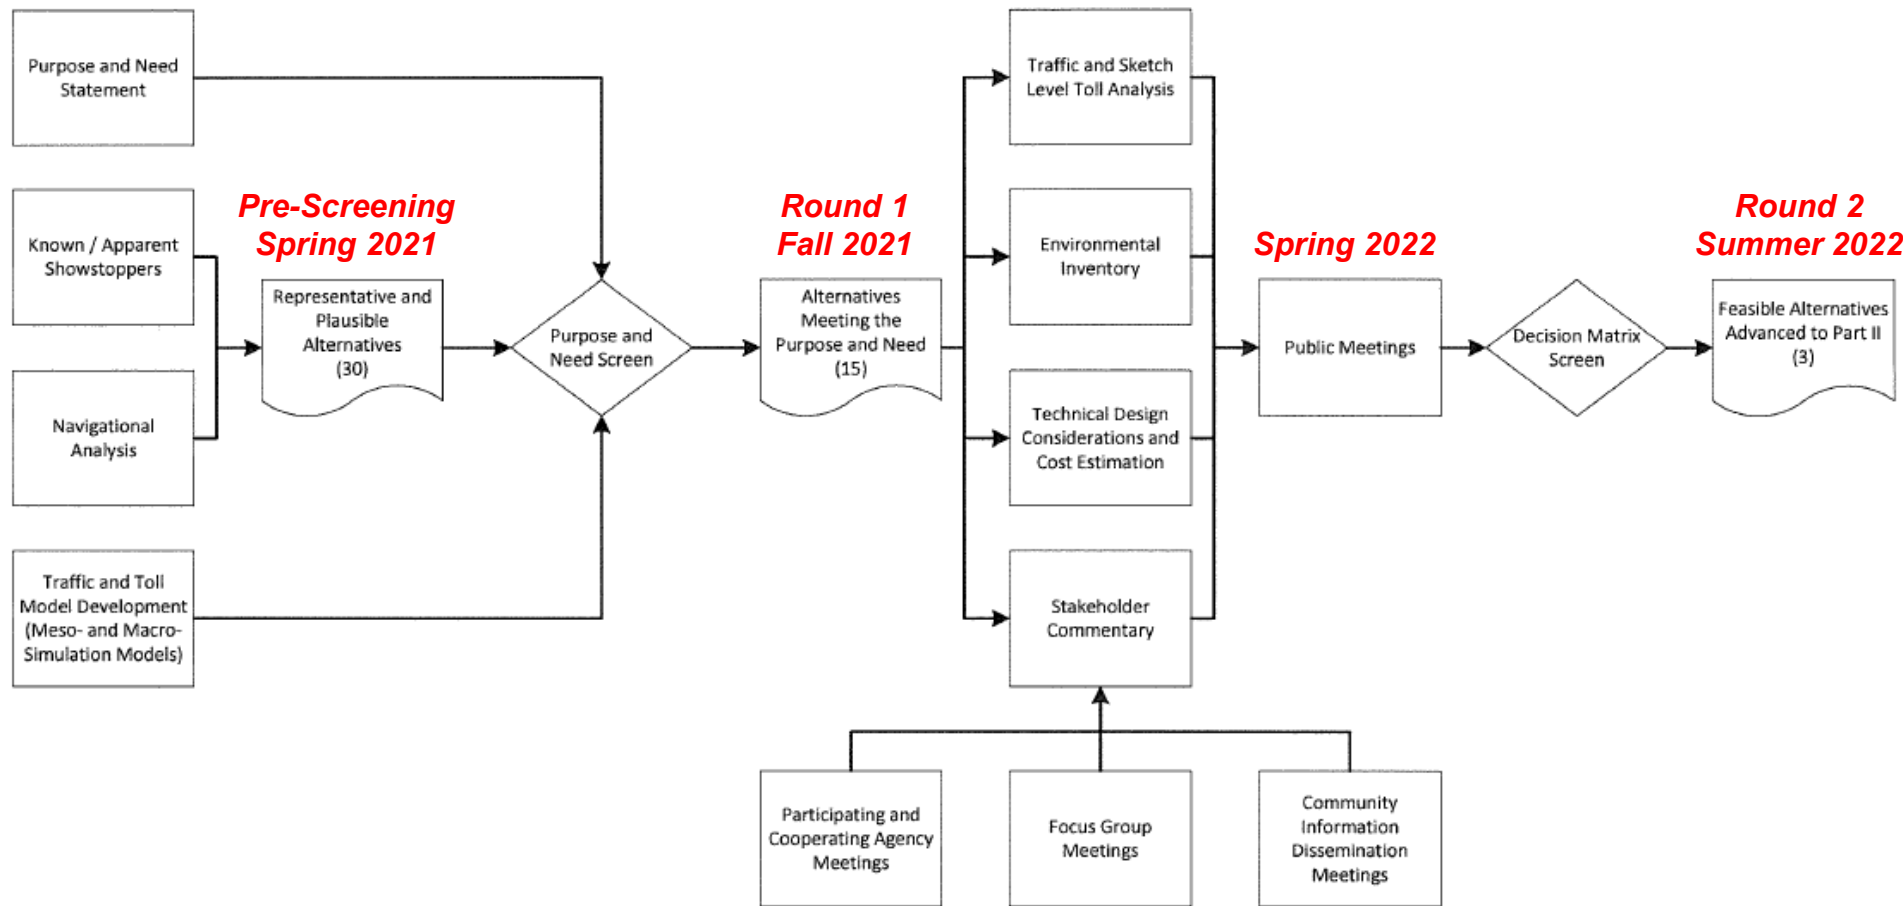 Purpose and Need
Statement
Known / Apparent
Showstoppers
Navigational
Analysis
Traffic and Toll
Model Development
(Meso- and Macro-
Simulation Models)
Pre-Screening
Spring 2021
Representative and
Plausible
Alternatives
(30)
Purpose and
Need Screen
Round 1
Fall 2021
Alternatives
Meeting the
Purpose and Need
(15)
Traffic and Sketch
Level Toll Analysis
Environmental
Inventory
Technical Design
Considerations and
Cost Estimation
Stakeholder
Commentary
Participating and
Cooperating Agency
Meetings
Focus Group
Meetings
Community
Information
Dissemination
Meetings
Spring 2022
Public Meetings
Decision Matrix
Screen
Round 2
Summer 2022
Feasible Alternatives
Advanced to Part II
(3)